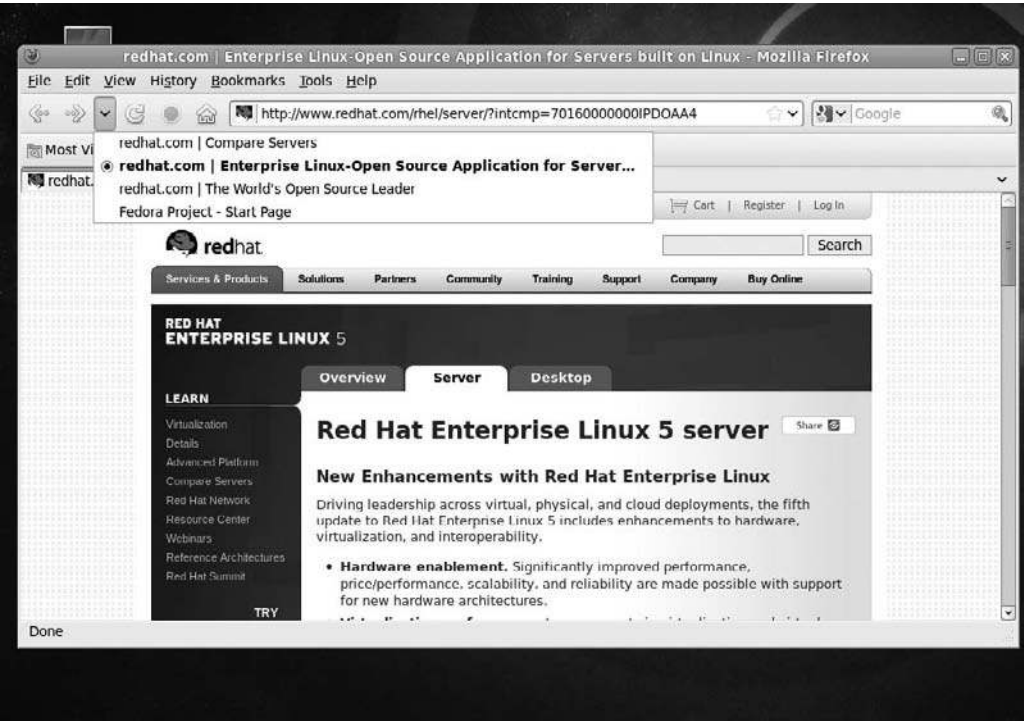 redhat.com | Enterprise Linux-Open Source Application for Servers built on Linux - Mozilla Firefox
File Edit View History Bookmarks Tools Help
http://www.redhat.com/rhel/server/?intcmp=70160000000IPDOAA4
Google
Most Vi
redhat.com | Compare Servers
redhat.com | Enterprise Linux-Open Source Application for Server...
redhat.com | The World's Open Source Leader
Fedora Project - Start Page
redhat.
Cart | Register | Log In
redhat.
Search
Services & Products Solutions Partners Community Training Support Company Buy Online
RED HAT
ENTERPRISE LINUX 5
Overview Server Desktop
LEARN
Virtualization
Details
Advanced Platform
Compare Servers
Red Hat Network
Resource Center
Webinars
Reference Architectures
Red Hat Summit
TRY
Red Hat Enterprise Linux 5 server
Share
New Enhancements with Red Hat Enterprise Linux
Driving leadership across virtual, physical, and cloud deployments, the fifth
update to Red Hat Enterprise Linux 5 includes enhancements to hardware,
virtualization, and interoperability.
• Hardware enablement. Significantly improved performance,
price/performance, scalability, and reliability are made possible with support
for new hardware architectures.
Done